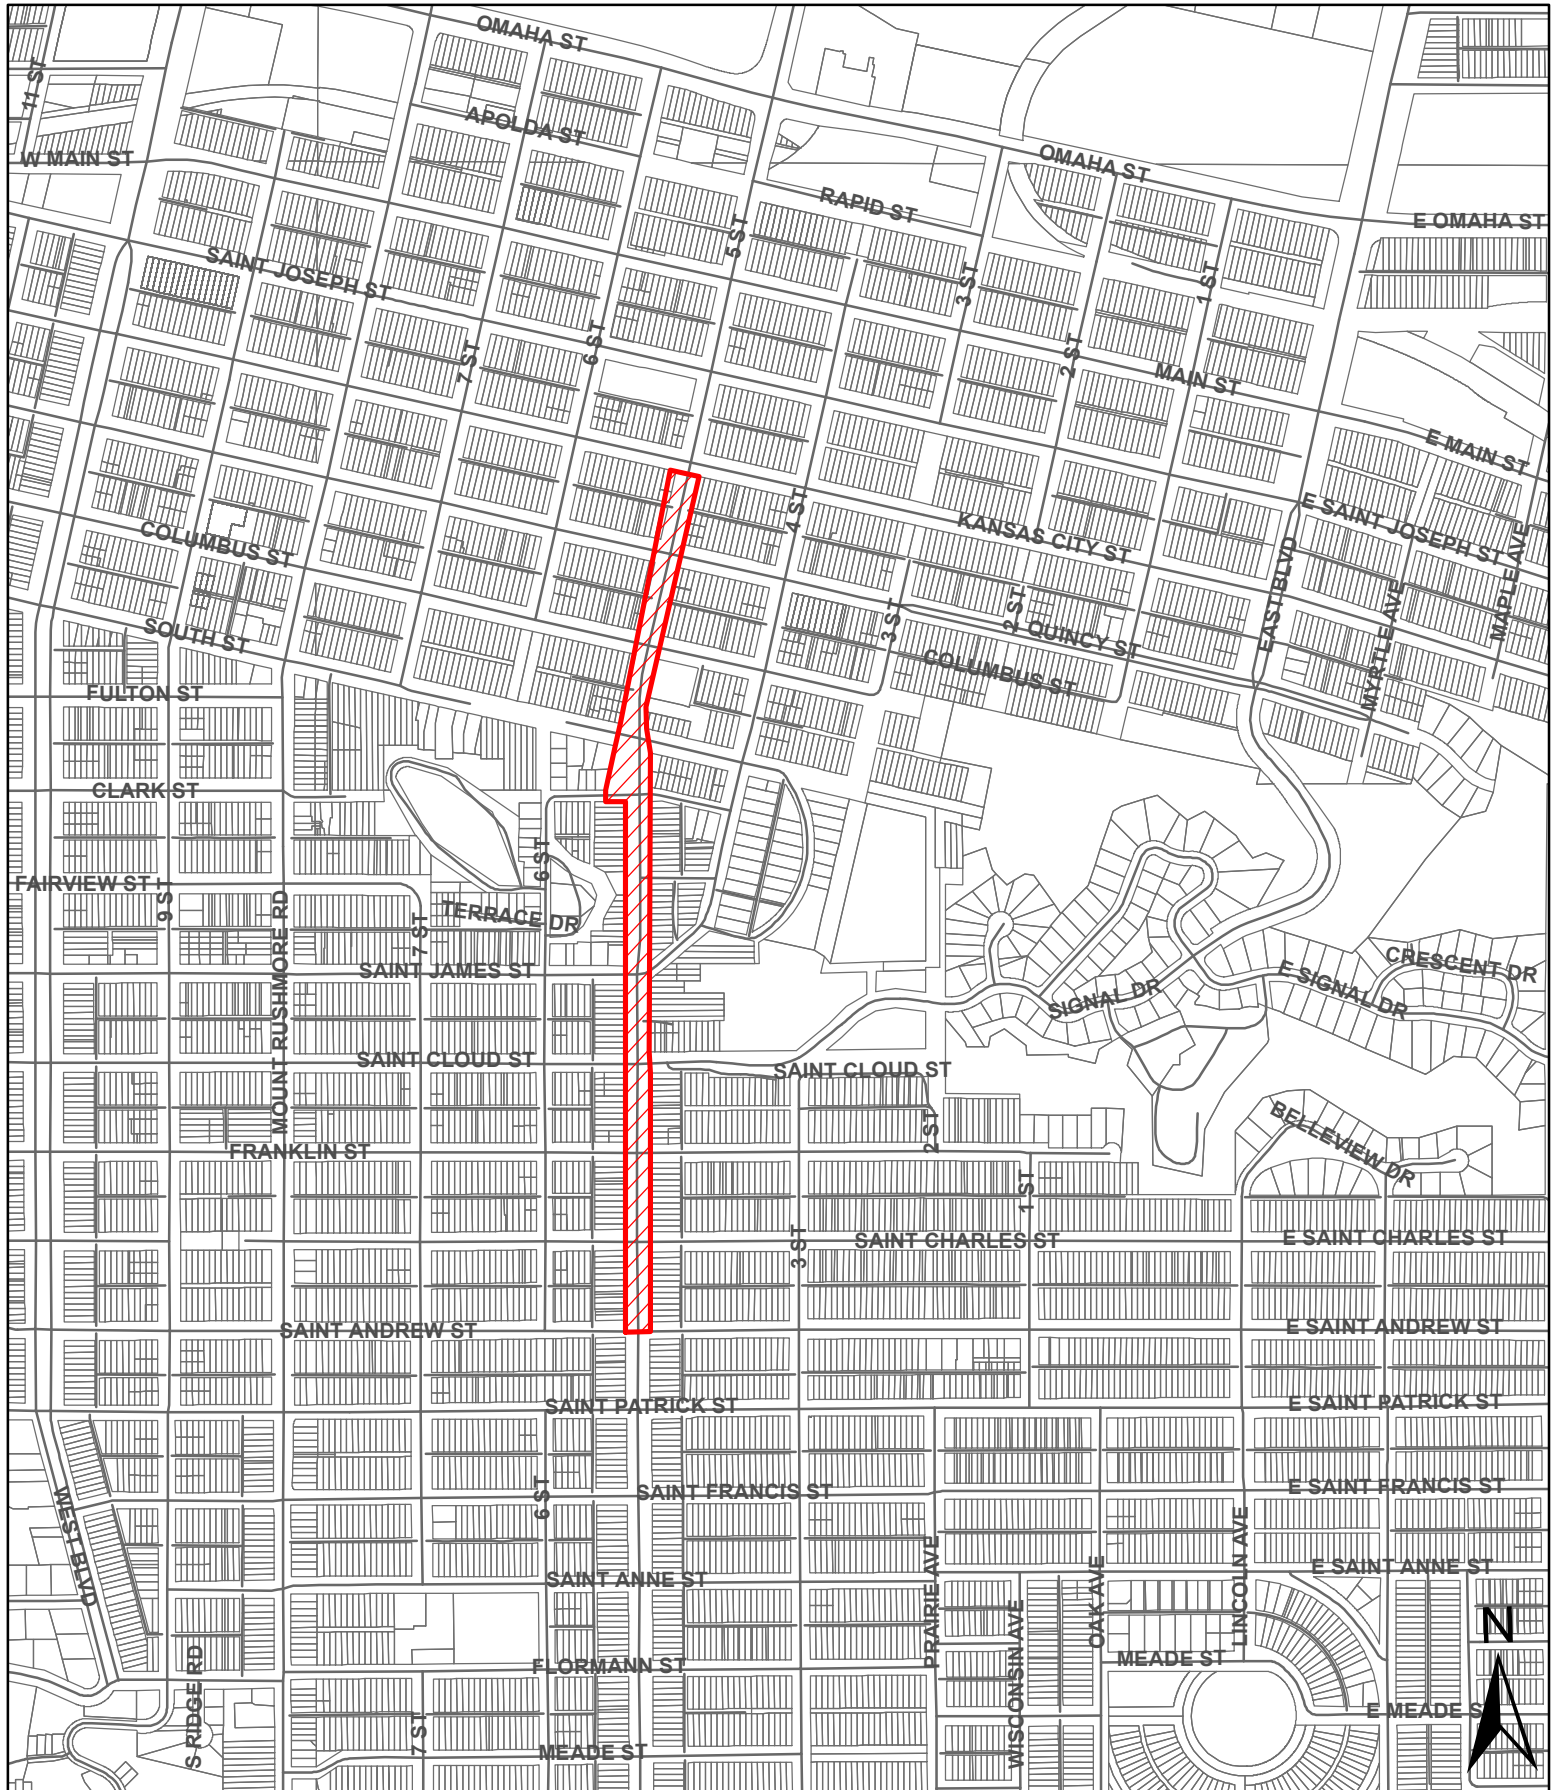 OMAHA ST
11 ST
APOLDA ST
W MAIN ST
OMAHA ST
RAPID ST
E OMAHA ST
5 ST
SAINT JOSEPH ST
3 ST
1 ST
6 ST
7 ST
2 ST
MAIN ST
E MAIN ST
4 ST
KANSAS CITY ST
E SAINT JOSEPH ST
COLUMBUS ST
MAPLE AVE
EAST BLVD
3 ST
2 ST
QUINCY ST
MYRTLE AVE
SOUTH ST
COLUMBUS ST
FULTON ST
CLARK ST
6 ST
FAIRVIEW ST
9 ST
MOUNT RUSHMORE RD
7 ST
TERRACE DR
SAINT JAMES ST
CRESCENT DR
SIGNAL DR
E SIGNAL DR
SAINT CLOUD ST
SAINT CLOUD ST
2 ST
BELLEVIEW DR
FRANKLIN ST
1 ST
3 ST
SAINT CHARLES ST
E SAINT CHARLES ST
SAINT ANDREW ST
E SAINT ANDREW ST
SAINT PATRICK ST
E SAINT PATRICK ST
WEST BLVD
6 ST
SAINT FRANCIS ST
E SAINT FRANCIS ST
SAINT ANNE ST
PRAIRIE AVE
WISCONSIN AVE
OAK AVE
LINCOLN AVE
E SAINT ANNE ST
N
FLORMANN ST
MEADE ST
S RIDGE RD
7 ST
E MEADE S
MEADE ST